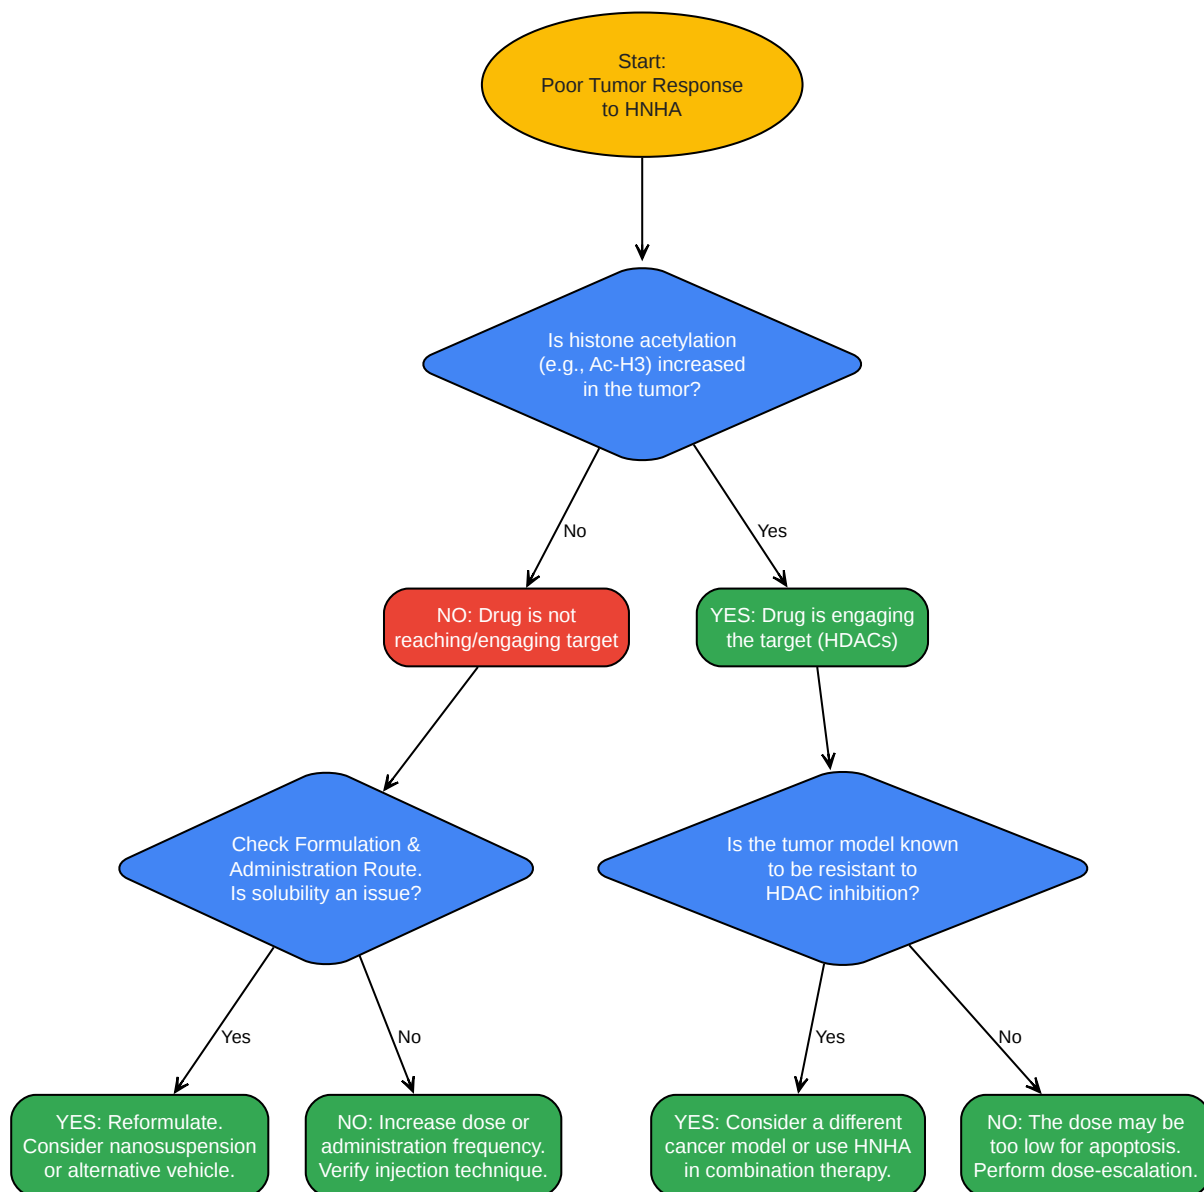 Start:
Poor Tumor Response
to HNHA
Is histone acetylation
(e.g., Ac-H3) increased
in the tumor?
No
Yes
NO: Drug is not
reaching/engaging target
YES: Drug is engaging
the target (HDACs)
Check Formulation &
Administration Route.
Is solubility an issue?
Is the tumor model known
to be resistant to
HDAC inhibition?
Yes
No
Yes
No
YES: Reformulate.
Consider nanosuspension
or alternative vehicle.
NO: Increase dose or
administration frequency.
Verify injection technique.
YES: Consider a different
cancer model or use HNHA
in combination therapy.
NO: The dose may be
too low for apoptosis.
Perform dose-escalation.